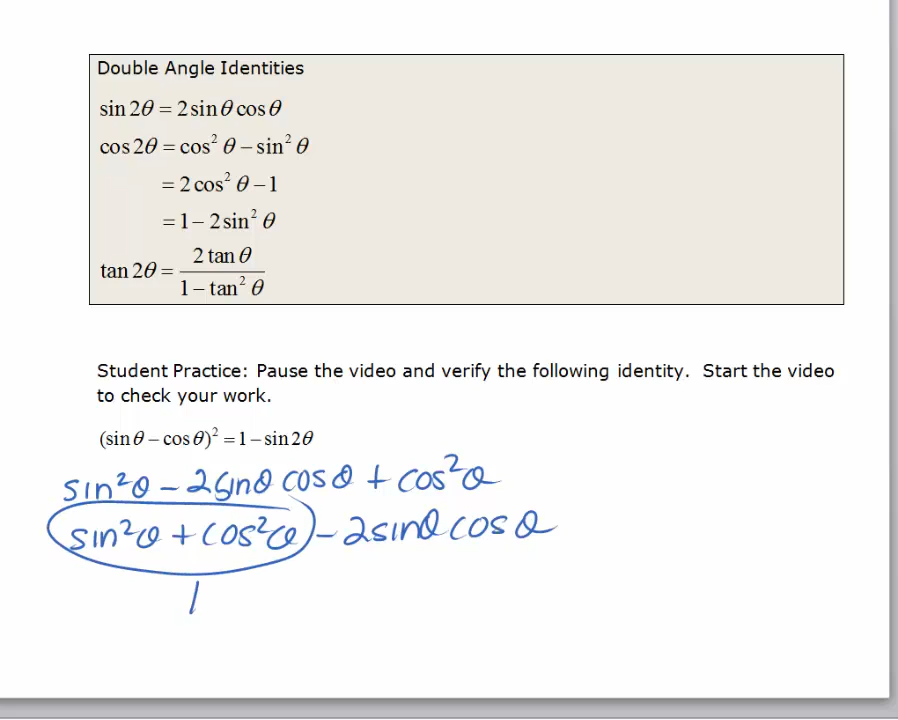 Double Angle Identities
sin 2θ = 2 sin θ cos θ
cos 2θ = cos² θ – sin² θ
= 2 cos² θ – 1
= 1 – 2 sin² θ
tan 2θ = 2 tan θ / 1 – tan² θ
Student Practice: Pause the video and verify the following identity. Start the video
to check your work.
(sin θ – cos θ)² = 1 – sin 2θ
sin²θ – 2sinθ cosθ + cos²θ
sin²θ + cos²θ – 2sinθ cosθ
1